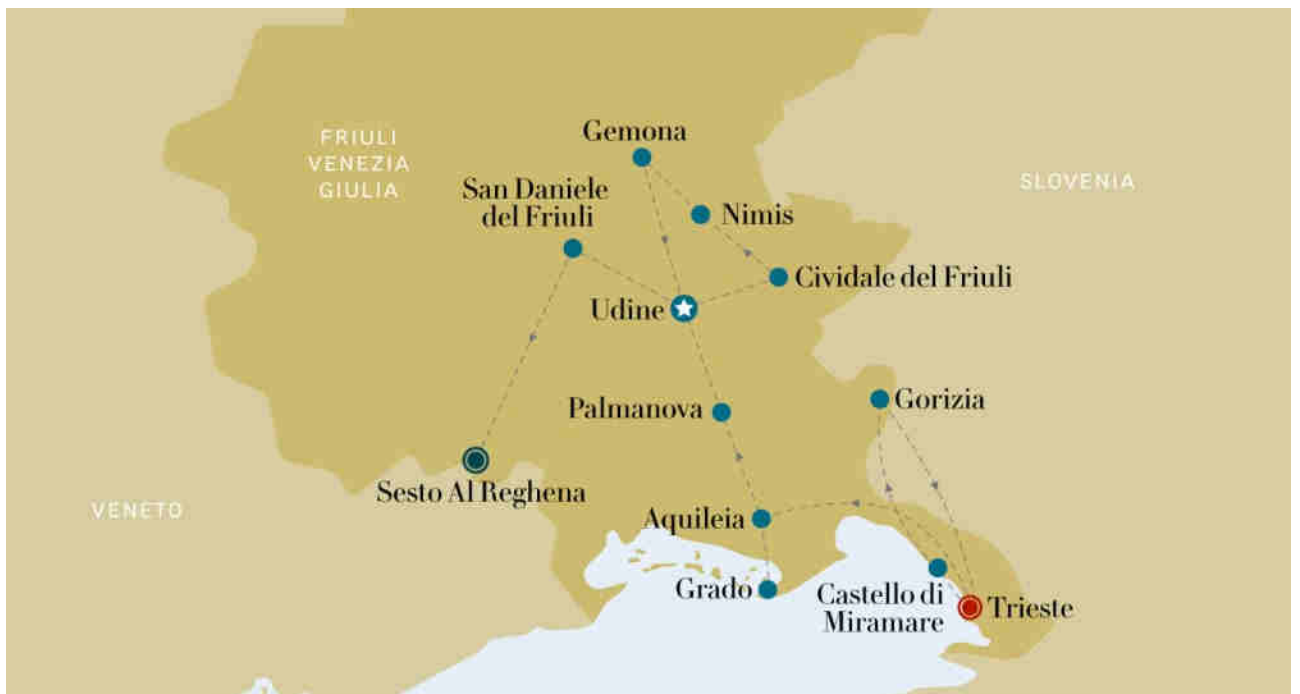 Gemona
FRIULI
VENEZIA
GIULIA
SLOVENIA
San Daniele
del Friuli
Nimis
Cividale del Friuli
Udine
Palmanova
Gorizia
Sesto Al Reghena
VENETO
Aquileia
Grado
Castello di
Miramare
Trieste